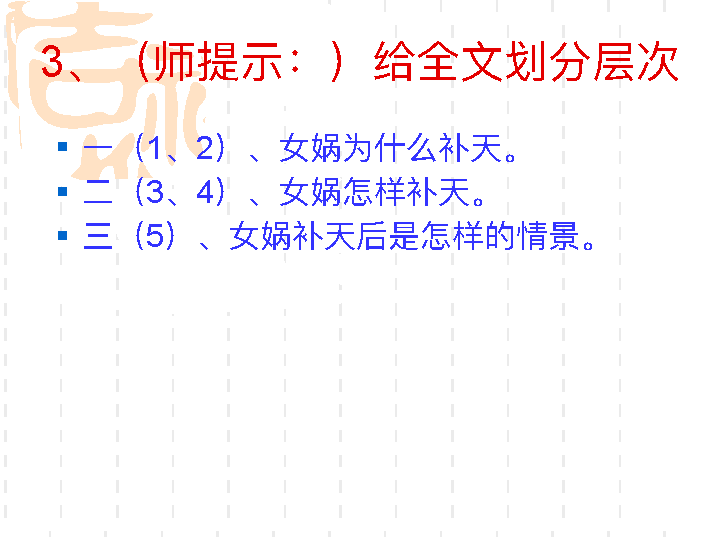 3、（师提示：）给全文划分层次
一（1、2）、女娲为什么补天。
二（3、4）、女娲怎样补天。
三（5）、女娲补天后是怎样的情景。